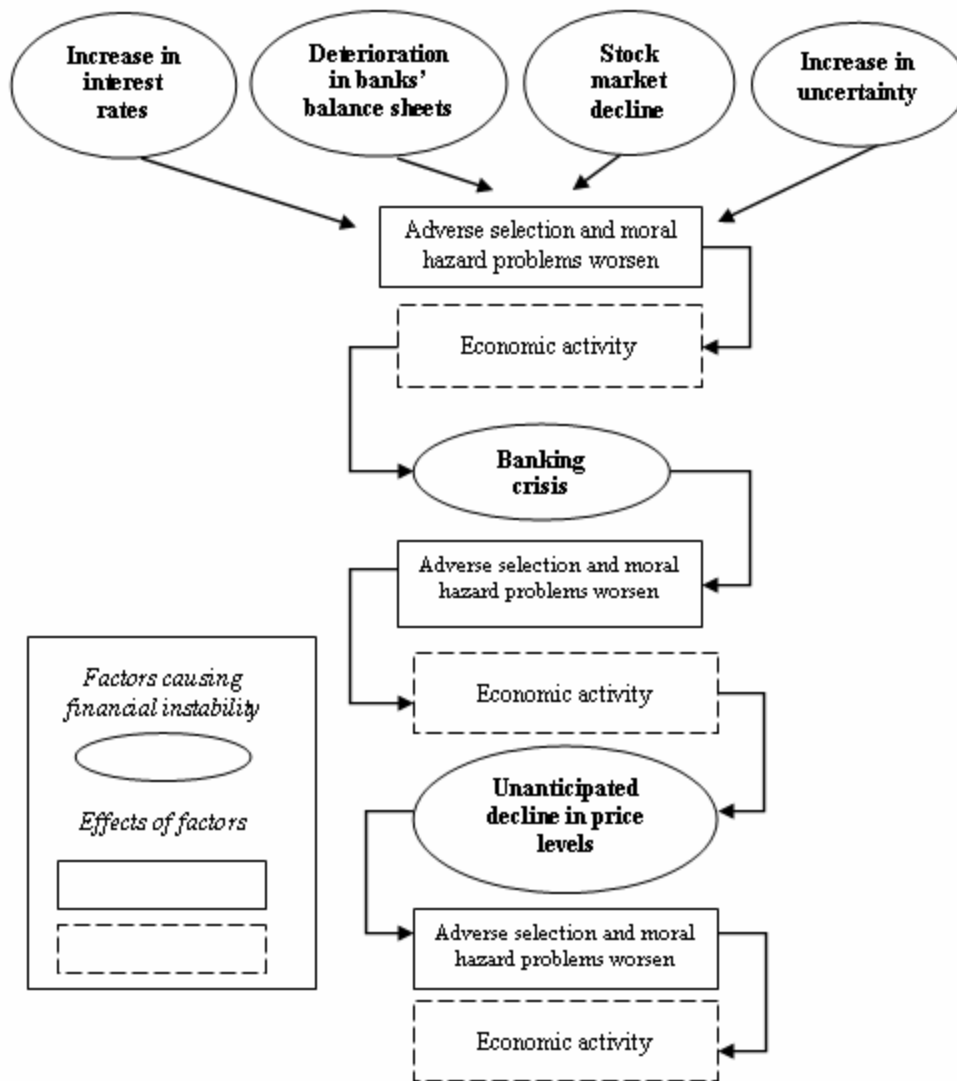 Increase in
interest
rates
Deterioration
in banks'
balance sheets
Stock
market
decline
Increase in
uncertainty
Adverse selection and moral
hazard problems worsen
Economic activity
Banking
crisis
Adverse selection and moral
hazard problems worsen
Economic activity
Unanticipated
decline in price
levels
Adverse selection and moral
hazard problems worsen
Economic activity
Factors causing
financial instability
Effects of factors